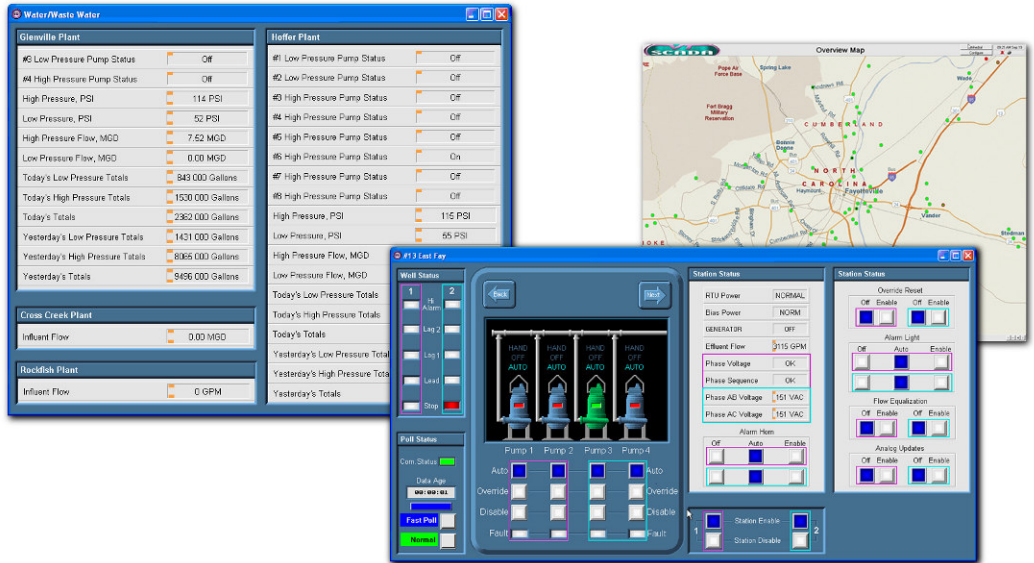 Water/Waste Water
Glenville Plant
#3 Low Pressure Pump Status Off
#4 High Pressure Pump Status Off
High Pressure, PSI 114 PSI
Low Pressure, PSI 52 PSI
High Pressure Flow, MGD 7.52 MGD
Low Pressure Flow, MGD 0.00 MGD
Today's Low Pressure Totals 843 000 Gallons
Today's High Pressure Totals 1530 000 Gallons
Today's Totals 2362 000 Gallons
Yesterday's Low Pressure Totals 1431 000 Gallons
Yesterday's High Pressure Totals 8065 000 Gallons
Yesterday's Totals 9496 000 Gallons
Cross Creek Plant
Influent Flow 0.00 MGD
Rockfish Plant
Influent Flow 0 GPM
Hoffer Plant
#1 Low Pressure Pump Status Off
#2 Low Pressure Pump Status Off
#3 High Pressure Pump Status Off
#4 High Pressure Pump Status Off
#5 High Pressure Pump Status Off
#6 High Pressure Pump Status On
#7 High Pressure Pump Status Off
#8 High Pressure Pump Status Off
High Pressure, PSI 115 PSI
Low Pressure, PSI 55 PSI
High Pressure Flow, MGD
Low Pressure Flow, MGD
Today's Low Pressure Totals
Today's High Pressure Totals
Today's Totals
Yesterday's Low Pressure Total
Yesterday's High Pressure Tota
Yesterday's Totals
SCADA
Overview Map
Pope Air
Force Base
Spring Lake
Wade
Fort Bragg
Military
Reservation
CUMBERLAND
Bonnie
Doone
NORTH
CAROLINA
Haymount
Fayetteville
Vander
Stedman
#13 East Fay
Well Status
1 2
Hi
Alarm
Lag 2
Lag 1
Lead
Stop
Poll Status
Com. Status
Data Age
00:00:01
Fast Poll
Normal
Back
Next
HAND HAND HAND HAND
OFF OFF OFF OFF
AUTO AUTO AUTO AUTO
Pump 1 Pump 2 Pump 3 Pump 4
Auto Auto
Override Override
Disable Disable
Fault Fault
Station Status
RTU Power NORMAL
Bias Power NORM
GENERATOR OFF
Effluent Flow 3115 GPM
Phase Voltage OK
Phase Sequence OK
Phase AB Voltage 151 VAC
Phase AC Voltage 151 VAC
Alarm Horn
Off Auto Enable
1 Station Enable 2
Station Disable
Station Status
Override Reset
Off Enable Off Enable
Alarm Light
Off Auto Enable
Flow Equalization
Off Enable Off Enable
Analog Updates
Off Enable Off Enable